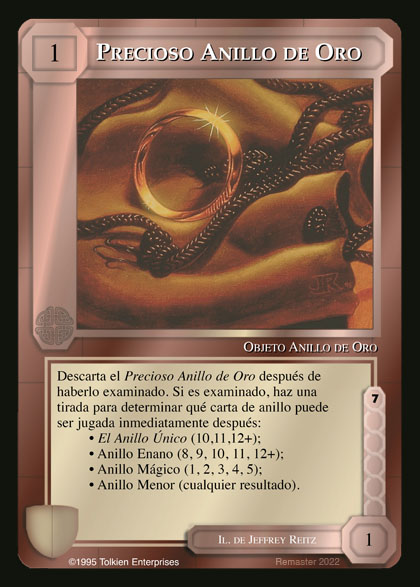 1
PRECIOSO ANILLO DE ORO
JR
OBJETO ANILLO DE ORO
Descarta el Precioso Anillo de Oro después de
haberlo examinado. Si es examinado, haz una
tirada para determinar qué carta de anillo puede
ser jugada inmediatamente después:
• El Anillo Único (10,11,12+);
• Anillo Enano (8, 9, 10, 11, 12+);
• Anillo Mágico (1, 2, 3, 4, 5);
• Anillo Menor (cualquier resultado).
7
IL. DE JEFFREY REITZ
1
©1995 Tolkien Enterprises
Remaster 2022